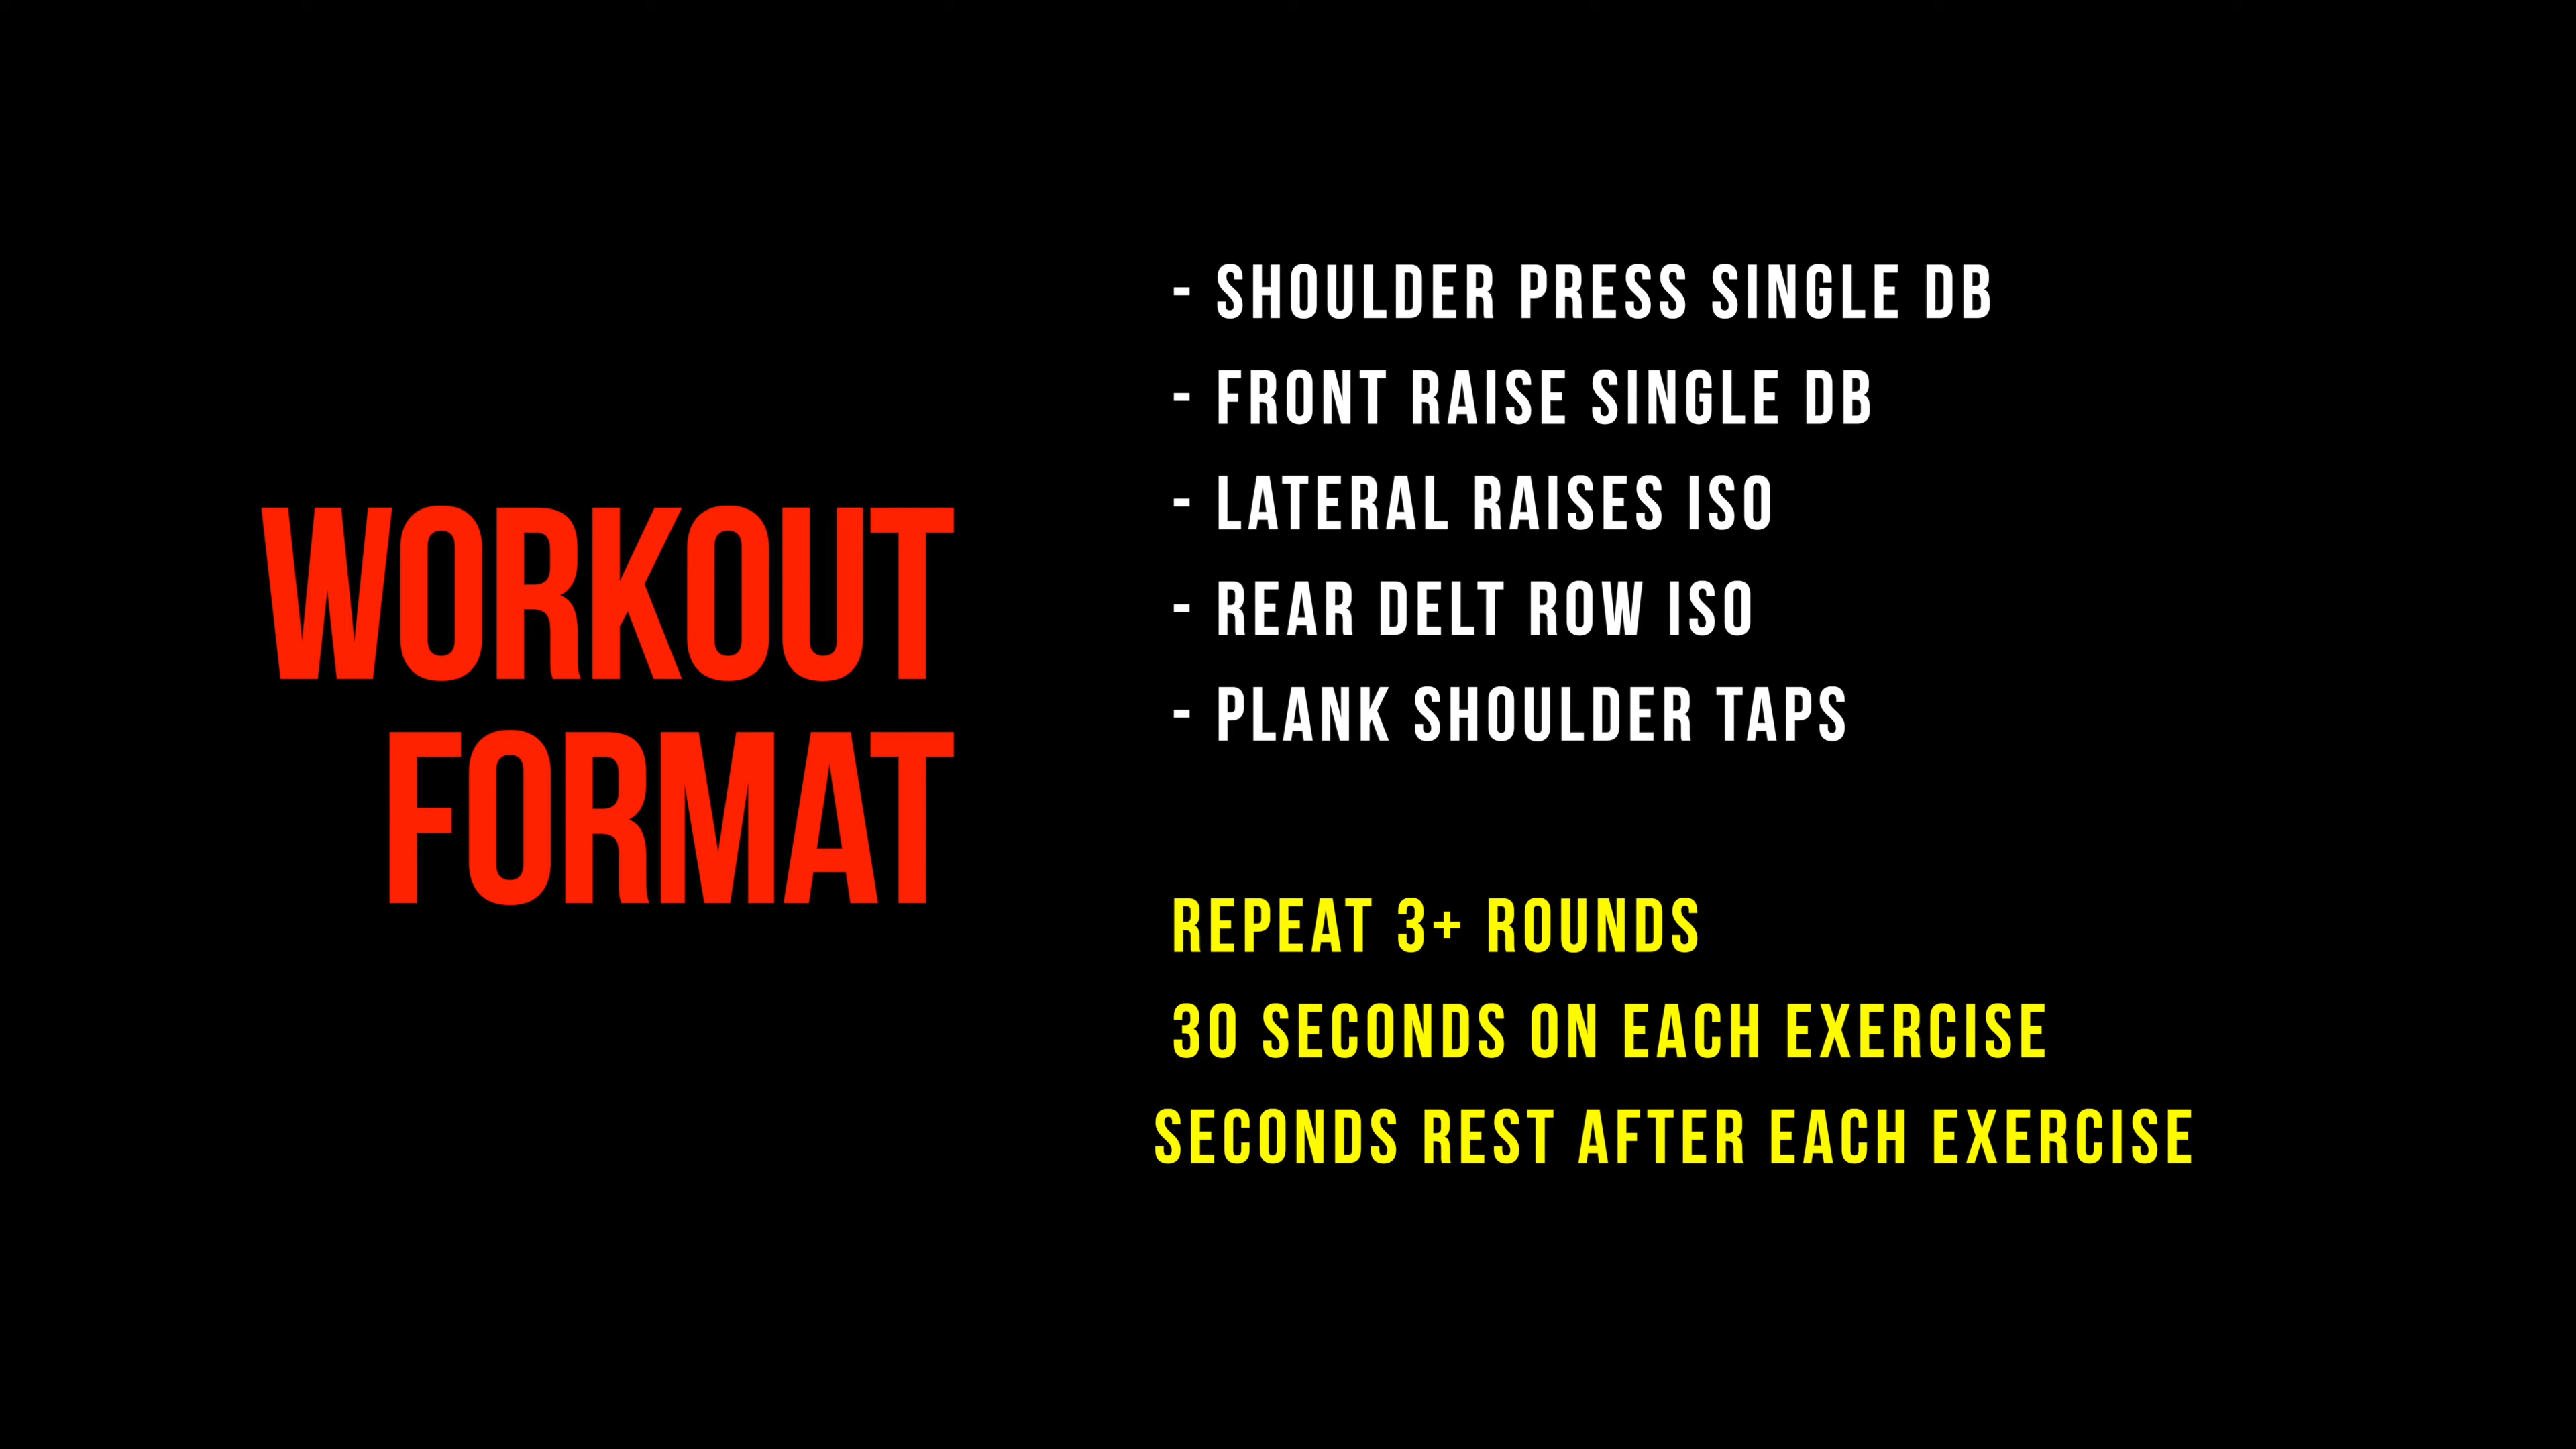 WORKOUT
FORMAT
- SHOULDER PRESS SINGLE DB
- FRONT RAISE SINGLE DB
- LATERAL RAISES ISO
- REAR DELT ROW ISO
- PLANK SHOULDER TAPS
REPEAT 3+ ROUNDS
30 SECONDS ON EACH EXERCISE
SECONDS REST AFTER EACH EXERCISE